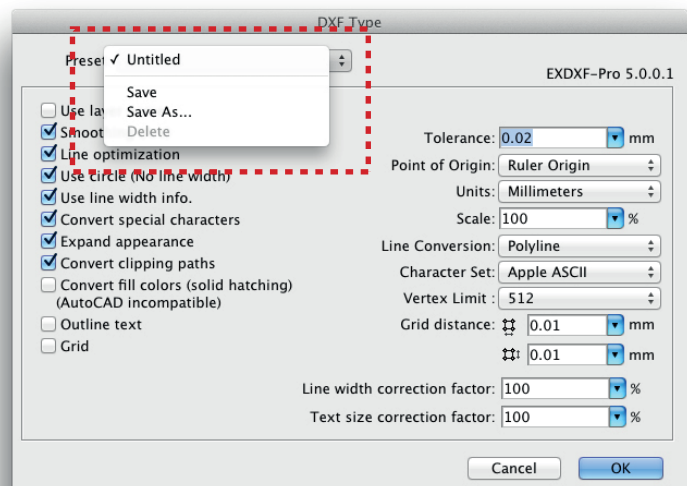 DXF Type
Preset
✓ Untitled
Save
Save As...
Delete
EXDXF-Pro 5.0.0.1
Use la
Smoot
Line optimization
Use circle (No line width)
Use line width info.
Convert special characters
Expand appearance
Convert clipping paths
Convert fill colors (solid hatching)
(AutoCAD incompatible)
Outline text
Grid
Tolerance: 0.02 mm
Point of Origin: Ruler Origin
Units: Millimeters
Scale: 100 %
Line Conversion: Polyline
Character Set: Apple ASCII
Vertex Limit : 512
Grid distance: 0.01 mm
0.01 mm
Line width correction factor: 100 %
Text size correction factor: 100 %
Cancel
OK